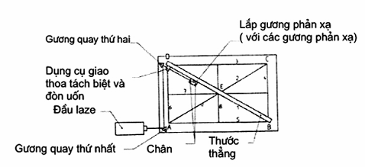 Gương quay thứ hai
Lắp gương phản xạ
( với các gương phản xạ)
Dụng cụ giao
thoa tách biệt và
đòn uốn
Đầu laze
D
C
E
A
B
Gương quay thứ nhất
Chân
Thước
thẳng